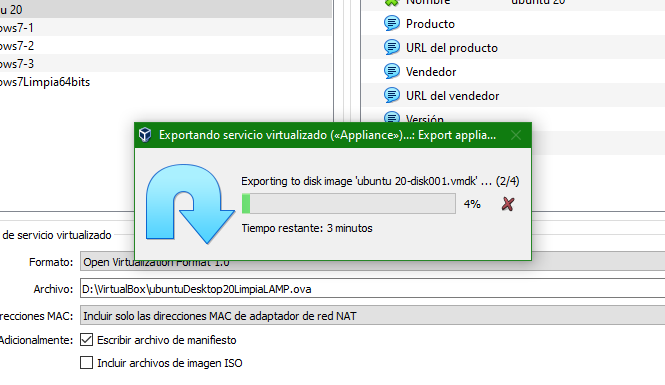 u 20
ows7-1
ows7-2
ows7-3
ows7Limpia64bits
Nombre
ubuntu 20
Producto
URL del producto
Vendedor
URL del vendedor
Versión
Exportando servicio virtualizado («Appliance»)...: Export applia...
Exporting to disk image 'ubuntu 20-disk001.vmdk' ... (2/4)
4%
Tiempo restante: 3 minutos
de servicio virtualizado
Formato: Open Virtualization Format 1.0
Archivo: D:\VirtualBox\ubuntuDesktop20LimpiaLAMP.ova
recciones MAC: Incluir solo las direcciones MAC de adaptador de red NAT
Adicionalmente: Escribir archivo de manifiesto
Incluir archivos de imagen ISO